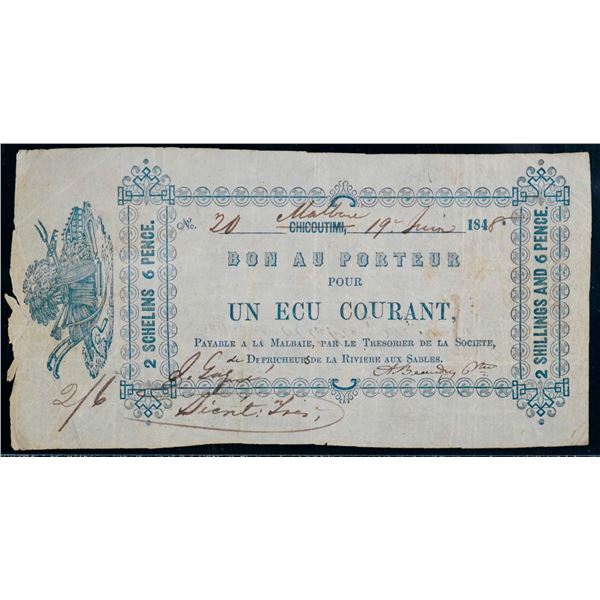 2 SCHELINS 6 PENCE.
No. 20 Malbaie CHICOUTIMI, 19 Juin 1848
BON AU PORTEUR
POUR
UN ECU COURANT,
PAYABLE A LA MALBAIE, PAR LE TRESORIER DE LA SOCIETE,
de DEFRICHEURS DE LA RIVIERE AUX SABLES.
2/6
2 SHILLINGS AND 6 PENCE.